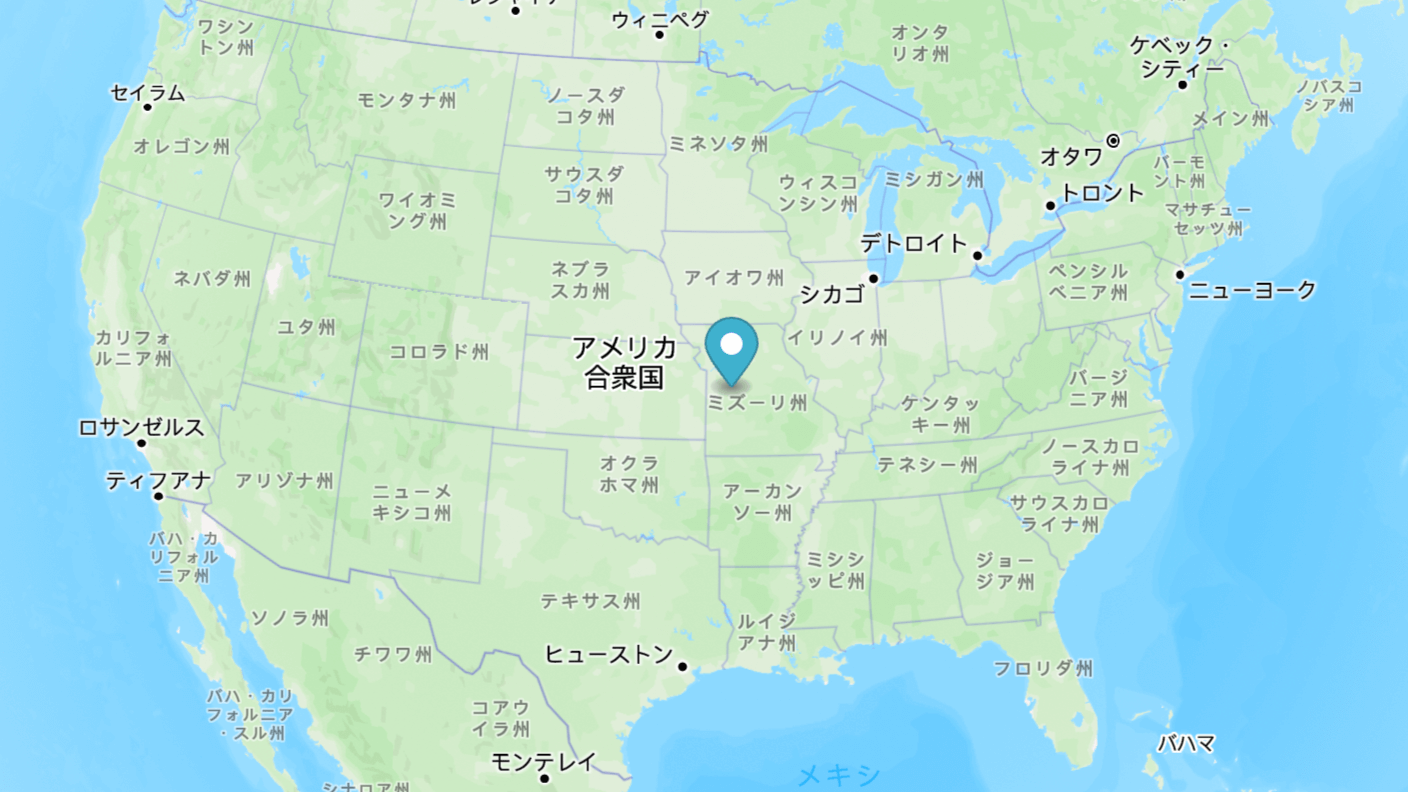 ウィニペグ
ワシン
トン州
オンタ
リオ州
ケベック・
シティー
セイラム
モンタナ州
ノースダ
コタ州
ノバスコ
シア州
メイン州
オレゴン州
ミネソタ州
オタワ
バーモ
ント州
サウスダ
コタ州
ウィスコ
ンシン州
ミシガン州
トロント
ワイオミ
ング州
マサチュー
セッツ州
デトロイト
ネバダ州
ネブラ
スカ州
アイオワ州
シカゴ
ペンシル
ベニア州
ニューヨーク
カリフォ
ルニア州
ユタ州
コロラド州
アメリカ
合衆国
イリノイ州
バージ
ニア州
ミズーリ州
ケンタッ
キー州
ロサンゼルス
ティフアナ
アリゾナ州
ニューメ
キシコ州
オクラ
ホマ州
アーカン
ソー州
テネシー州
ノースカロ
ライナ州
サウスカロ
ライナ州
バハ・カ
リフォル
ニア州
ミシシ
ッピ州
ジョー
ジア州
ソノラ州
テキサス州
ルイジ
アナ州
チワワ州
ヒューストン
フロリダ州
バハ・カリ
フォルニア
・スル州
コアウ
イラ州
モンテレイ
バハマ
メキシ
シナロア州